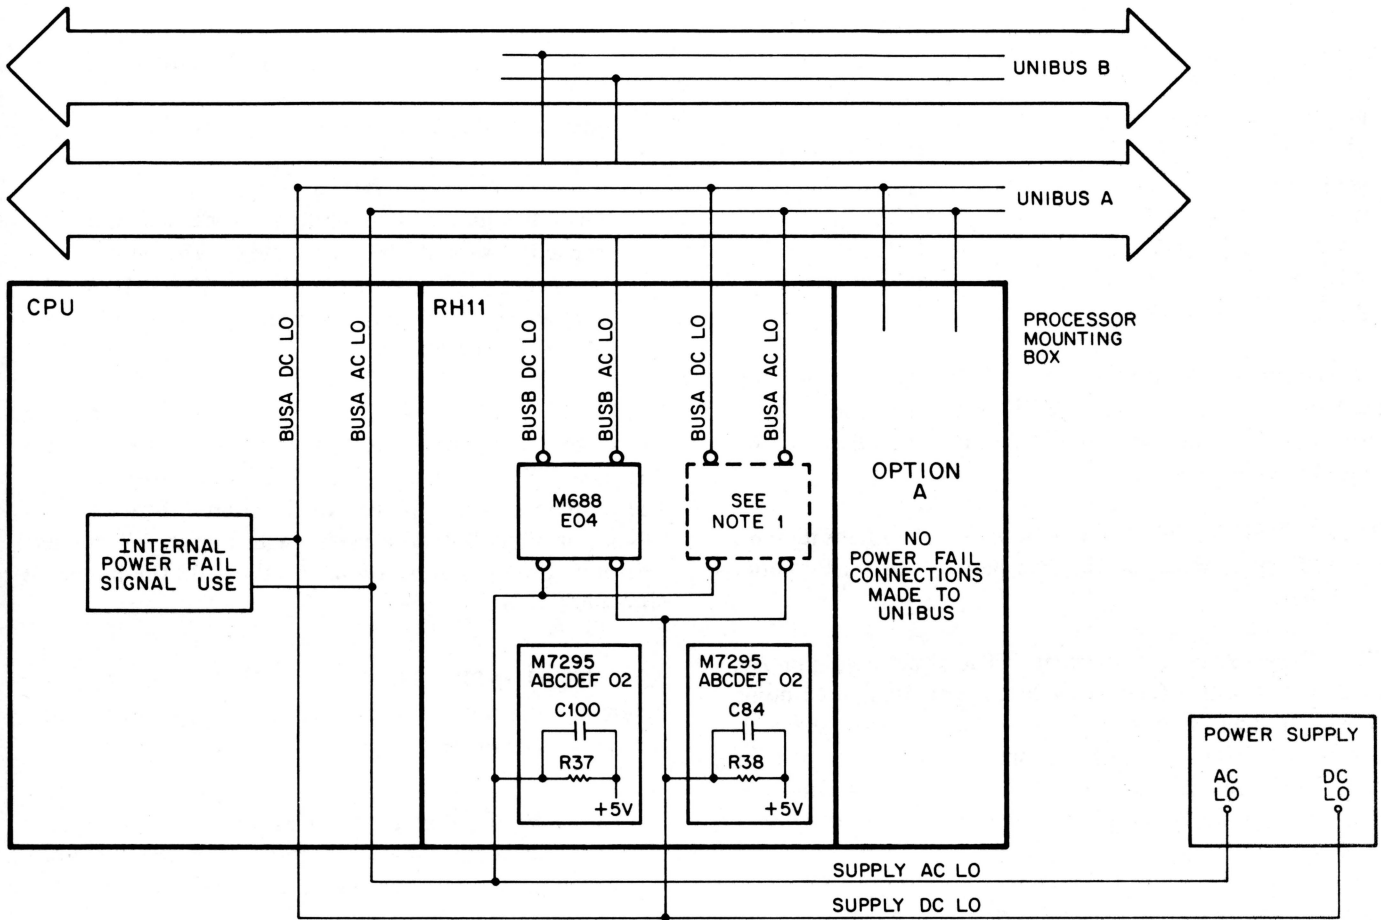 UNIBUS B
UNIBUS A
CPU
RH11
PROCESSOR
MOUNTING
BOX
BUSA DC LO
BUSA AC LO
BUSB DC LO
BUSB AC LO
BUSA DC LO
BUSA AC LO
OPTION
A
NO
POWER FAIL
CONNECTIONS
MADE TO
UNIBUS
INTERNAL
POWER FAIL
SIGNAL USE
M688
E04
SEE
NOTE 1
M7295
ABCDEF 02
C100
R37
+5V
M7295
ABCDEF 02
C84
R38
+5V
POWER SUPPLY
AC
LO
DC
LO
SUPPLY AC LO
SUPPLY DC LO